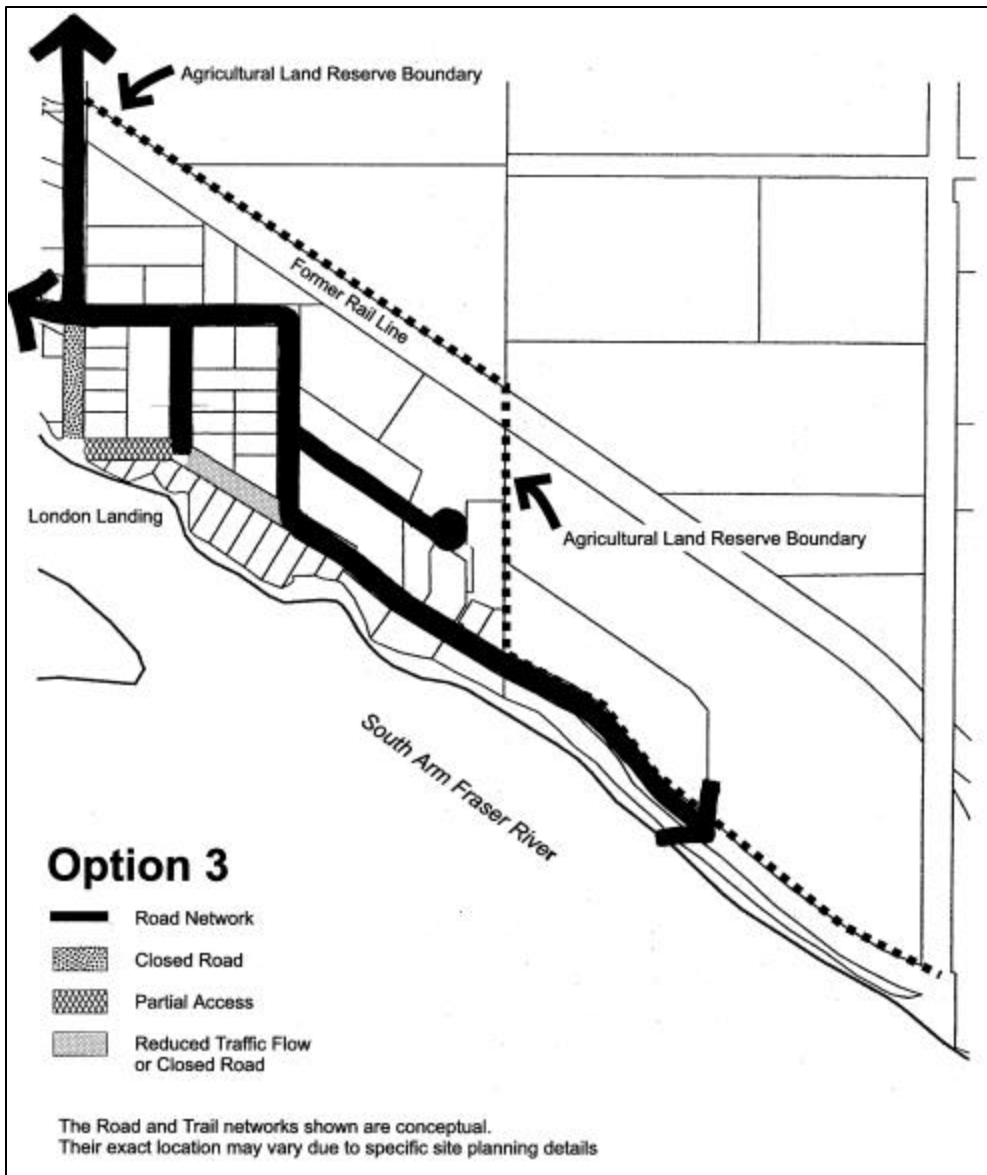 Agricultural Land Reserve Boundary
Former Rail Line
London Landing
Agricultural Land Reserve Boundary
South Arm Fraser River
Option 3
Road Network
Closed Road
Partial Access
Reduced Traffic Flow
or Closed Road
The Road and Trail networks shown are conceptual.
Their exact location may vary due to specific site planning details